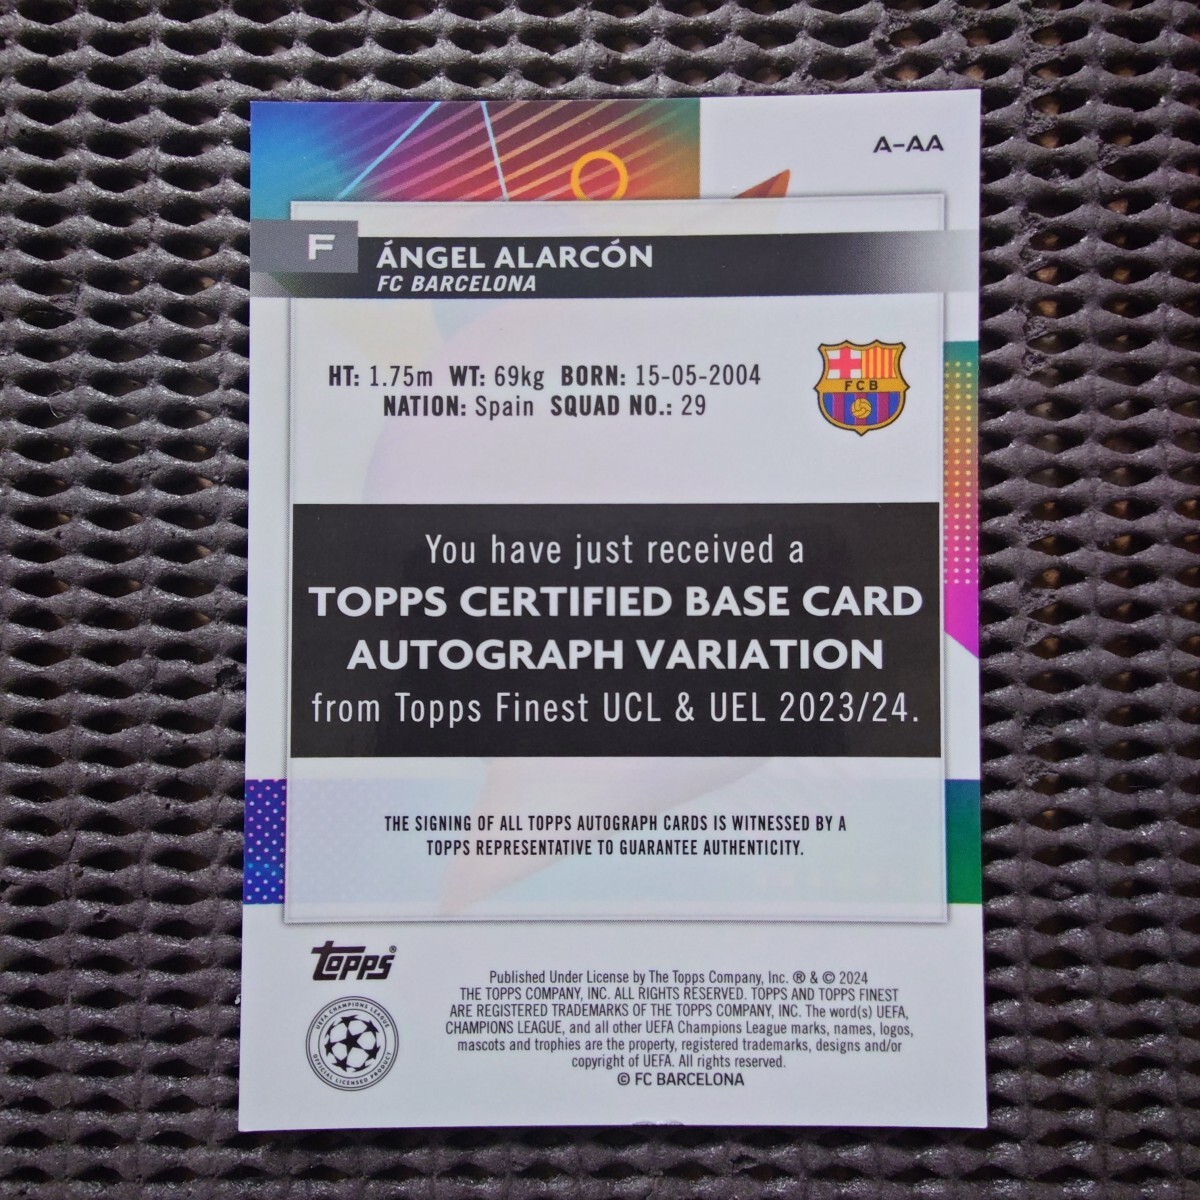 A-AA
F
ÁNGEL ALARCÓN
FC BARCELONA
HT: 1.75m WT: 69kg BORN: 15-05-2004
NATION: Spain SQUAD NO.: 29
FCB
You have just received a
TOPPS CERTIFIED BASE CARD
AUTOGRAPH VARIATION
from Topps Finest UCL & UEL 2023/24.
THE SIGNING OF ALL TOPPS AUTOGRAPH CARDS IS WITNESSED BY A
TOPPS REPRESENTATIVE TO GUARANTEE AUTHENTICITY.
topps®
UEFA CHAMPIONS LEAGUE
OFFICIAL LICENSED PRODUCT
Published Under License by The Topps Company, Inc. ® & © 2024
THE TOPPS COMPANY, INC. ALL RIGHTS RESERVED. TOPPS AND TOPPS FINEST
ARE REGISTERED TRADEMARKS OF THE TOPPS COMPANY, INC. The word(s) UEFA,
CHAMPIONS LEAGUE, and all other UEFA Champions League marks, names, logos,
mascots and trophies are the property, registered trademarks, designs and/or
copyright of UEFA. All rights reserved.
© FC BARCELONA